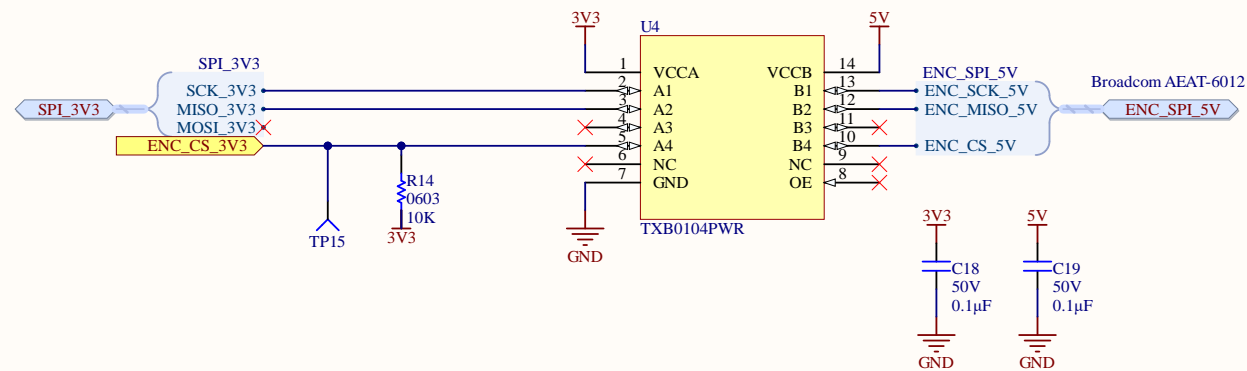 3V3
5V
U4
SPI_3V3
1
VCCA
VCCB
14
ENC_SPI_5V
Broadcom AEAT-6012
SPI_3V3
SCK_3V3
2
A1
B1
13
ENC_SCK_5V
MISO_3V3
3
A2
B2
12
ENC_MISO_5V
ENC_SPI_5V
MOSI_3V3
4
A3
B3
11
ENC_CS_3V3
5
A4
B4
10
ENC_CS_5V
6
NC
NC
9
7
GND
OE
8
R14
0603
10K
3V3
TP15
TXB0104PWR
GND
3V3
5V
C18
50V
0.1µF
C19
50V
0.1µF
GND
GND